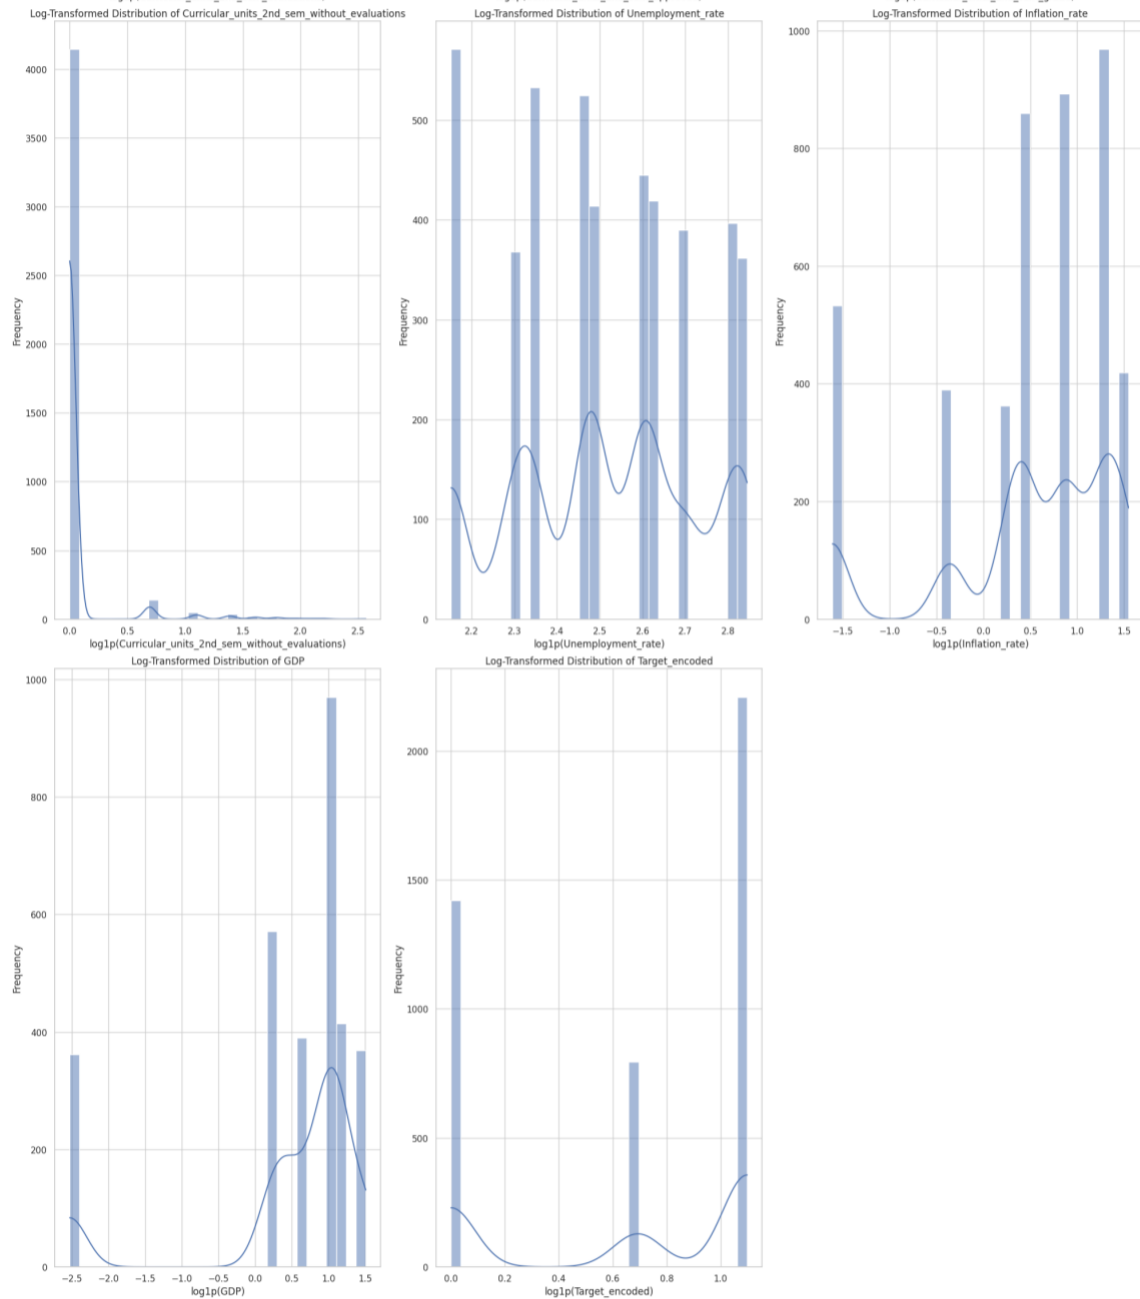 Log-Transformed Distribution of Curricular_units_2nd_sem_without_evaluations
Frequency
4000
3500
3000
2500
2000
1500
1000
500
0
0.0 0.5 1.0 1.5 2.0 2.5
log1p(Curricular_units_2nd_sem_without_evaluations)
Log-Transformed Distribution of Unemployment_rate
Frequency
500
400
300
200
100
0
2.2 2.3 2.4 2.5 2.6 2.7 2.8
log1p(Unemployment_rate)
Log-Transformed Distribution of Inflation_rate
Frequency
1000
800
600
400
200
0
−1.5 −1.0 −0.5 0.0 0.5 1.0 1.5
log1p(Inflation_rate)
Log-Transformed Distribution of GDP
Frequency
1000
800
600
400
200
0
−2.5 −2.0 −1.5 −1.0 −0.5 0.0 0.5 1.0 1.5
log1p(GDP)
Log-Transformed Distribution of Target_encoded
Frequency
2000
1500
1000
500
0
0.0 0.2 0.4 0.6 0.8 1.0
log1p(Target_encoded)